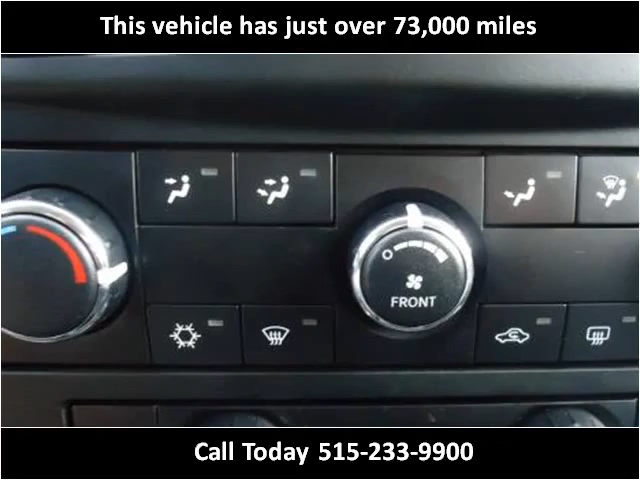 This vehicle has just over 73,000 miles
FRONT
Call Today 515-233-9900